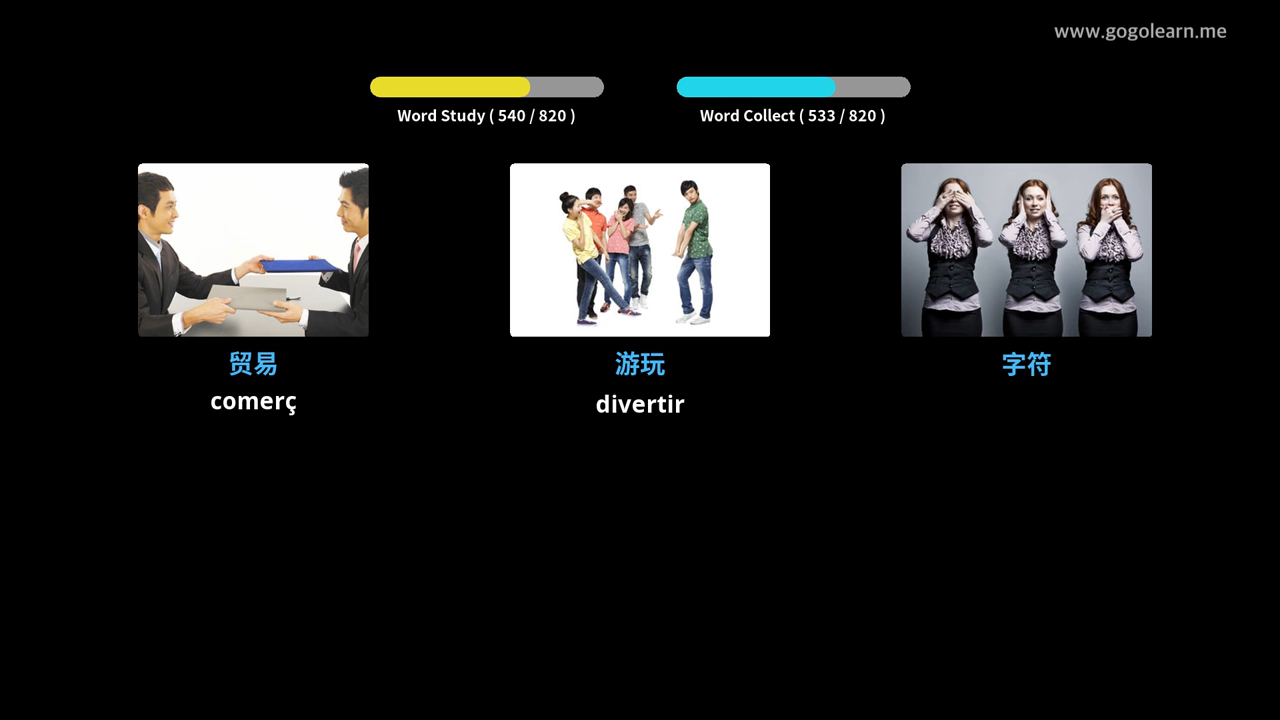 www.gogolearn.me
Word Study ( 540 / 820 )
Word Collect ( 533 / 820 )
贸易
游玩
字符
comerç
divertir